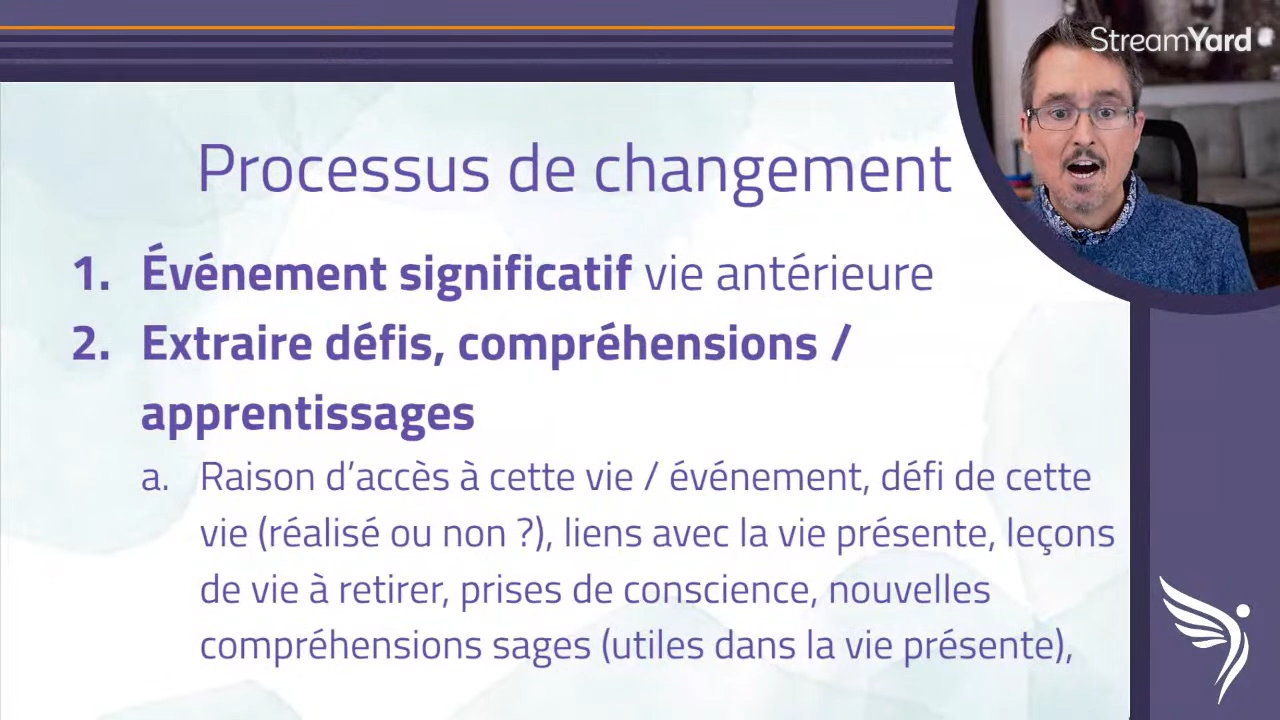 StreamYard
Processus de changement
1. Événement significatif vie antérieure
2. Extraire défis, compréhensions /
apprentissages
a. Raison d’accès à cette vie / événement, défi de cette
vie (réalisé ou non ?), liens avec la vie présente, leçons
de vie à retirer, prises de conscience, nouvelles
compréhensions sages (utiles dans la vie présente),